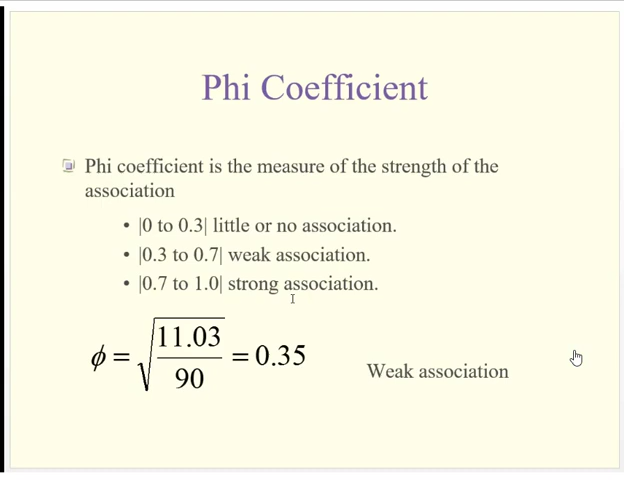 Phi Coefficient
Phi coefficient is the measure of the strength of the
association
• |0 to 0.3| little or no association.
• |0.3 to 0.7| weak association.
• |0.7 to 1.0| strong association.
ϕ = √(11.03/90) = 0.35
Weak association